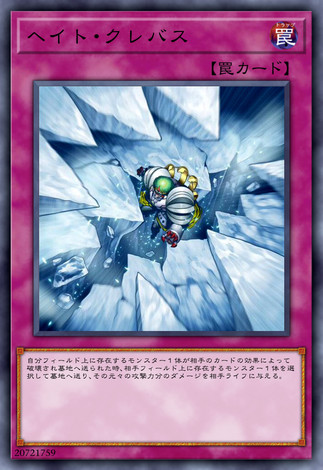 ヘイト・クレバス
トラップ
罠
【罠カード】
自分フィールド上に存在するモンスター１体が相手のカードの効果によって
破壊され墓地へ送られた時、相手フィールド上に存在するモンスター１体を選
択して墓地へ送り、その元々の攻撃力分のダメージを相手ライフに与える。
20721759